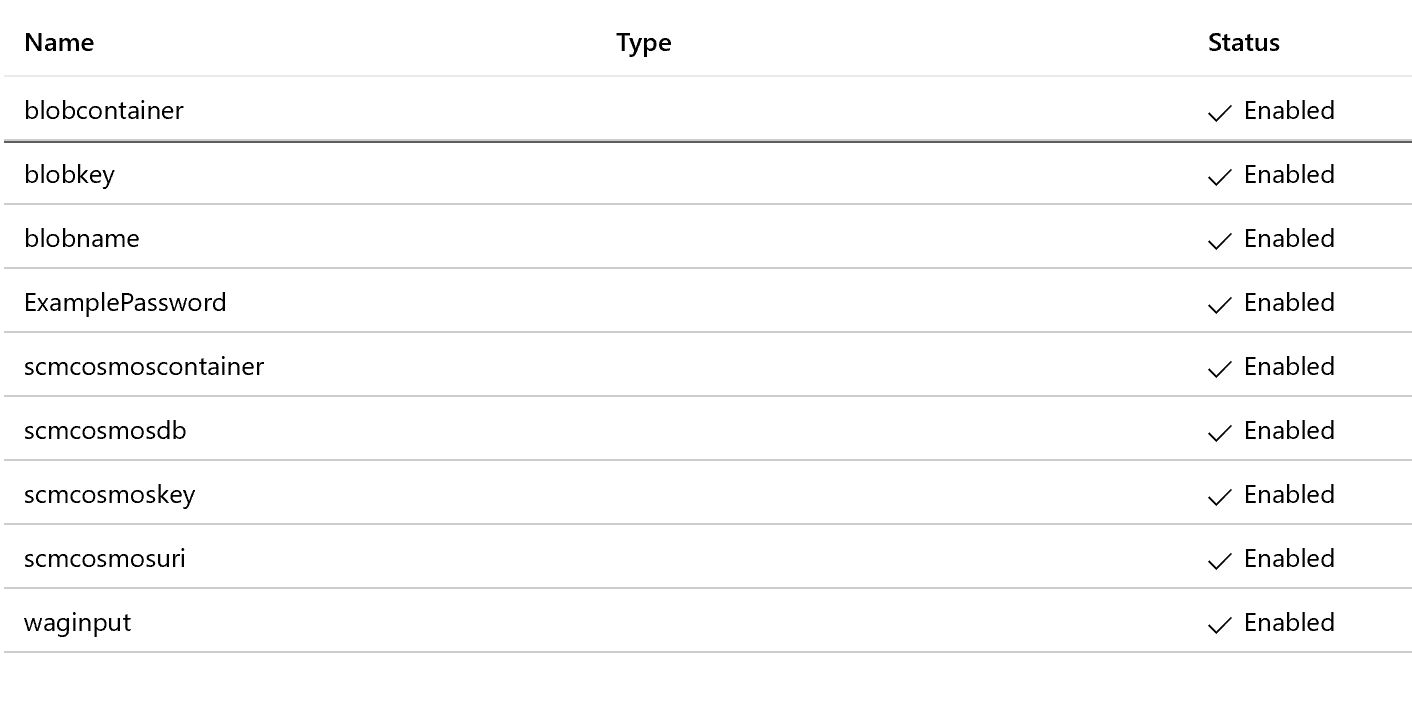 Name Type Status
blobcontainer Enabled
blobkey Enabled
blobname Enabled
ExamplePassword Enabled
scmcosmoscontainer Enabled
scmcosmosdb Enabled
scmcosmoskey Enabled
scmcosmosuri Enabled
waginput Enabled